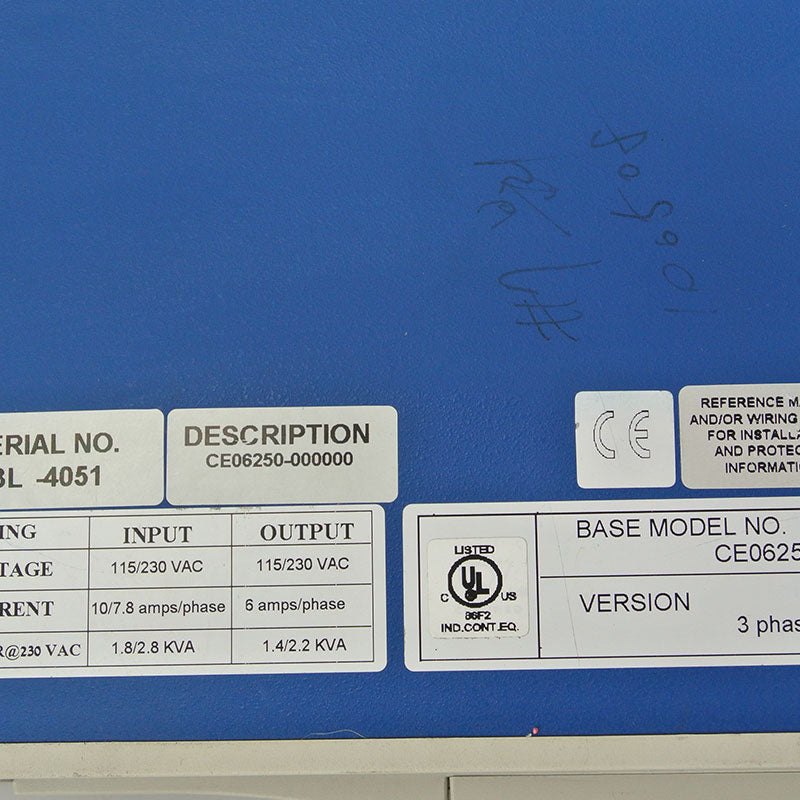 ERIAL NO.
BL -4051
DESCRIPTION
CE06250-000000
CE
REFERENCE MA
AND/OR WIRING
FOR INSTALLA
AND PROTEC
INFORMATI
ING INPUT OUTPUT
TAGE 115/230 VAC 115/230 VAC
RENT 10/7.8 amps/phase 6 amps/phase
R@230 VAC 1.8/2.8 KVA 1.4/2.2 KVA
LISTED
C UL US
86F2
IND.CONT.EQ.
BASE MODEL NO.
CE0625
VERSION
3 phas